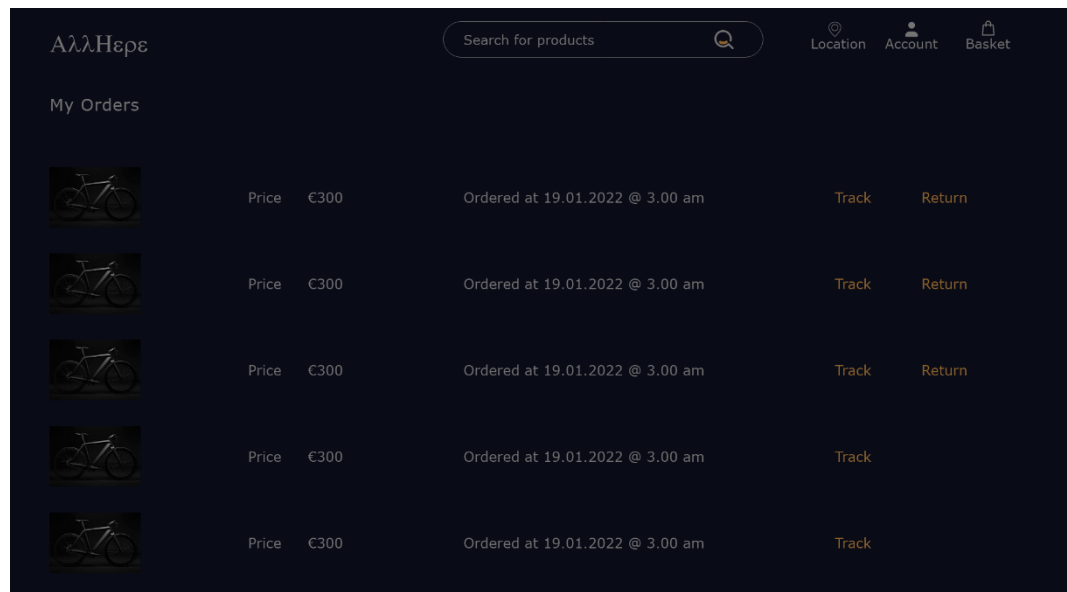 ΑλλΗερε
Search for products
Location Account Basket
My Orders
Price €300 Ordered at 19.01.2022 @ 3.00 am Track Return
Price €300 Ordered at 19.01.2022 @ 3.00 am Track Return
Price €300 Ordered at 19.01.2022 @ 3.00 am Track Return
Price €300 Ordered at 19.01.2022 @ 3.00 am Track
Price €300 Ordered at 19.01.2022 @ 3.00 am Track